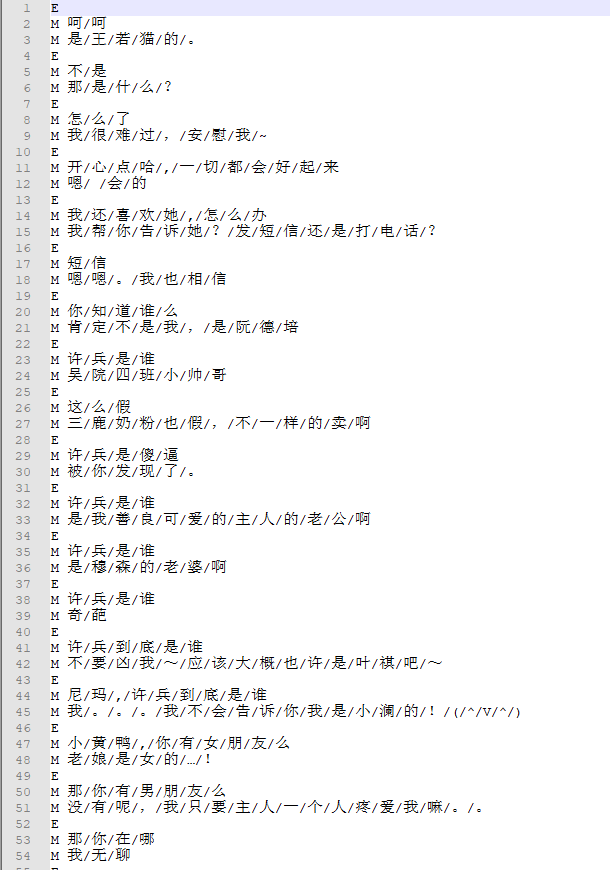 1 E
2 M 呵/呵
3 M 是/王/若/猫/的/。
4 E
5 M 不/是
6 M 那/是/什/么/？
7 E
8 M 怎/么/了
9 M 我/很/难/过/，/安/慰/我/~
10 E
11 M 开/心/点/哈/,/一/切/都/会/好/起/来
12 M 嗯/ /会/的
13 E
14 M 我/还/喜/欢/她/,/怎/么/办
15 M 我/帮/你/告/诉/她/？/发/短/信/还/是/打/电/话/？
16 E
17 M 短/信
18 M 嗯/嗯/。/我/也/相/信
19 E
20 M 你/知/道/谁/么
21 M 肯/定/不/是/我/，/是/阮/德/培
22 E
23 M 许/兵/是/谁
24 M 吴/院/四/班/小/帅/哥
25 E
26 M 这/么/假
27 M 三/鹿/奶/粉/也/假/，/不/一/样/的/卖/啊
28 E
29 M 许/兵/是/傻/逼
30 M 被/你/发/现/了/。
31 E
32 M 许/兵/是/谁
33 M 是/我/善/良/可/爱/的/主/人/的/老/公/啊
34 E
35 M 许/兵/是/谁
36 M 是/穆/森/的/老/婆/啊
37 E
38 M 许/兵/是/谁
39 M 奇/葩
40 E
41 M 许/兵/到/底/是/谁
42 M 不/要/凶/我/～/应/该/大/概/也/许/是/叶/祺/吧/～
43 E
44 M 尼/玛/,/许/兵/到/底/是/谁
45 M 我/。/。/。/我/不/会/告/诉/你/我/是/小/澜/的/！/(/^/V/^/)
46 E
47 M 小/黄/鸭/,/你/有/女/朋/友/么
48 M 老/娘/是/女/的/…/！
49 E
50 M 那/你/有/男/朋/友/么
51 M 没/有/呢/，/我/只/要/主/人/一/个/人/疼/爱/我/嘛/。/。
52 E
53 M 那/你/在/哪
54 M 我/无/聊